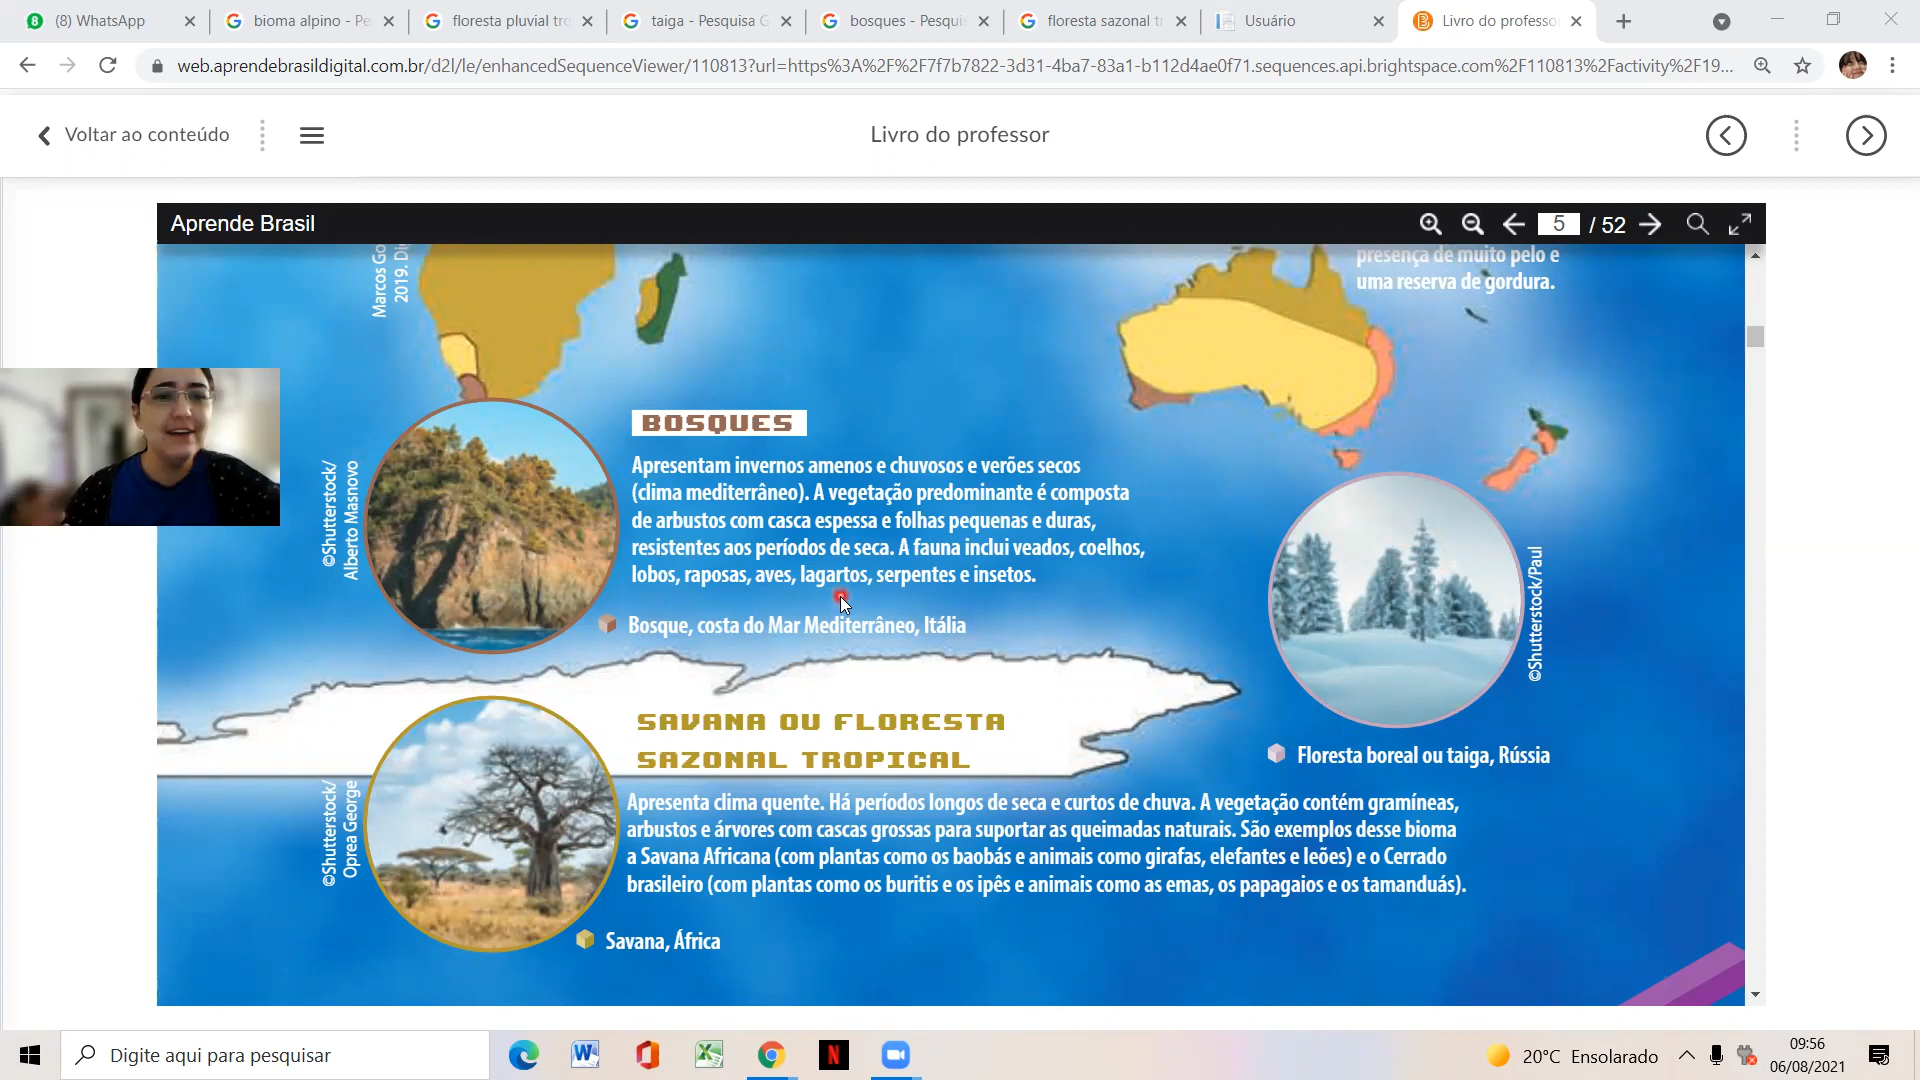 (8) WhatsApp
bioma alpino - Pe
floresta pluvial tro
taiga - Pesquisa G
bosques - Pesquis
floresta sazonal tr
Usuário
Livro do professo
web.aprendebrasildigital.com.br/d2l/le/enhancedSequenceViewer/110813?url=https%3A%2F%2F7f7b7822-3d31-4ba7-83a1-b112d4ae0f71.sequences.api.brightspace.com%2F110813%2Factivity%2F19...
Voltar ao conteúdo
Livro do professor
Aprende Brasil
5 / 52
Marcos Go
2019. Di
presença de muito pelo e
uma reserva de gordura.
BOSQUES
Apresentam invernos amenos e chuvosos e verões secos
(clima mediterrâneo). A vegetação predominante é composta
de arbustos com casca espessa e folhas pequenas e duras,
resistentes aos períodos de seca. A fauna inclui veados, coelhos,
lobos, raposas, aves, lagartos, serpentes e insetos.
©Shutterstock/
Alberto Masnovo
Bosque, costa do Mar Mediterrâneo, Itália
©Shutterstock/Paul
Floresta boreal ou taiga, Rússia
SAVANA OU FLORESTA
SAZONAL TROPICAL
Apresenta clima quente. Há períodos longos de seca e curtos de chuva. A vegetação contém gramíneas,
arbustos e árvores com cascas grossas para suportar as queimadas naturais. São exemplos desse bioma
a Savana Africana (com plantas como os baobás e animais como girafas, elefantes e leões) e o Cerrado
brasileiro (com plantas como os buritis e os ipês e animais como as emas, os papagaios e os tamanduás).
©Shutterstock/
Oprea George
Savana, África
Digite aqui para pesquisar
20°C Ensolarado
09:56
06/08/2021